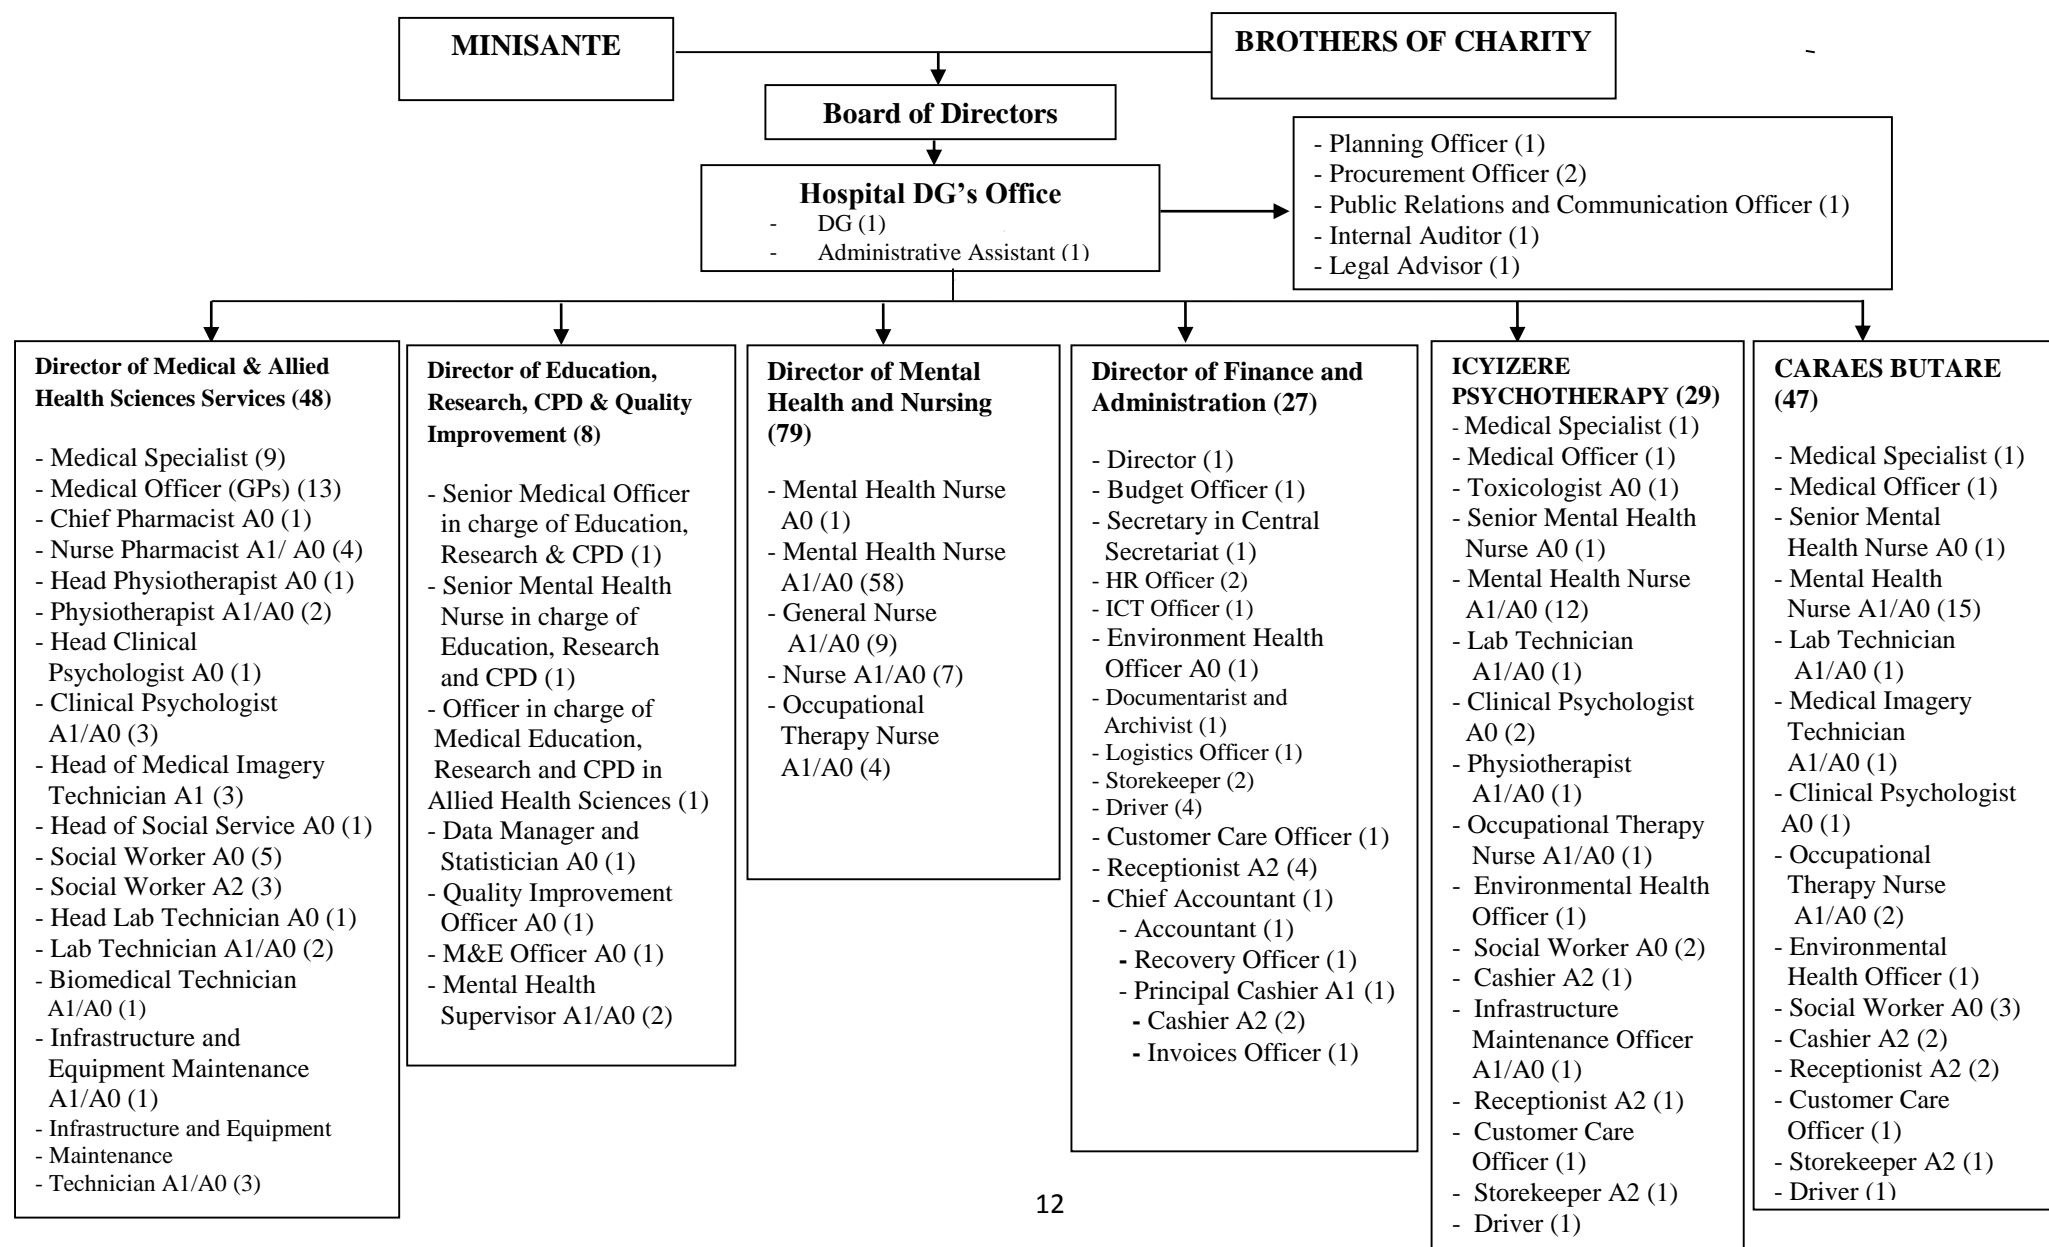 MINISANTE
BROTHERS OF CHARITY
Board of Directors
Hospital DG’s Office
- DG (1)
- Administrative Assistant (1)
- Planning Officer (1)
- Procurement Officer (2)
- Public Relations and Communication Officer (1)
- Internal Auditor (1)
- Legal Advisor (1)
Director of Medical & Allied
Health Sciences Services (48)
- Medical Specialist (9)
- Medical Officer (GPs) (13)
- Chief Pharmacist A0 (1)
- Nurse Pharmacist A1/ A0 (4)
- Head Physiotherapist A0 (1)
- Physiotherapist A1/A0 (2)
- Head Clinical
Psychologist A0 (1)
- Clinical Psychologist
A1/A0 (3)
- Head of Medical Imagery
Technician A1 (3)
- Head of Social Service A0 (1)
- Social Worker A0 (5)
- Social Worker A2 (3)
- Head Lab Technician A0 (1)
- Lab Technician A1/A0 (2)
- Biomedical Technician
A1/A0 (1)
- Infrastructure and
Equipment Maintenance
A1/A0 (1)
- Infrastructure and Equipment
- Maintenance
- Technician A1/A0 (3)
Director of Education,
Research, CPD & Quality
Improvement (8)
- Senior Medical Officer
in charge of Education,
Research & CPD (1)
- Senior Mental Health
Nurse in charge of
Education, Research
and CPD (1)
- Officer in charge of
Medical Education,
Research and CPD in
Allied Health Sciences (1)
- Data Manager and
Statistician A0 (1)
- Quality Improvement
Officer A0 (1)
- M&E Officer A0 (1)
- Mental Health
Supervisor A1/A0 (2)
Director of Mental
Health and Nursing
(79)
- Mental Health Nurse
A0 (1)
- Mental Health Nurse
A1/A0 (58)
- General Nurse
A1/A0 (9)
- Nurse A1/A0 (7)
- Occupational
Therapy Nurse
A1/A0 (4)
Director of Finance and
Administration (27)
- Director (1)
- Budget Officer (1)
- Secretary in Central
Secretariat (1)
- HR Officer (2)
- ICT Officer (1)
- Environment Health
Officer A0 (1)
- Documentarist and
Archivist (1)
- Logistics Officer (1)
- Storekeeper (2)
- Driver (4)
- Customer Care Officer (1)
- Receptionist A2 (4)
- Chief Accountant (1)
- Accountant (1)
- Recovery Officer (1)
- Principal Cashier A1 (1)
- Cashier A2 (2)
- Invoices Officer (1)
ICYIZERE
PSYCHOTHERAPY (29)
- Medical Specialist (1)
- Medical Officer (1)
- Toxicologist A0 (1)
- Senior Mental Health
Nurse A0 (1)
- Mental Health Nurse
A1/A0 (12)
- Lab Technician
A1/A0 (1)
- Clinical Psychologist
A0 (2)
- Physiotherapist
A1/A0 (1)
- Occupational Therapy
Nurse A1/A0 (1)
- Environmental Health
Officer (1)
- Social Worker A0 (2)
- Cashier A2 (1)
- Infrastructure
Maintenance Officer
A1/A0 (1)
- Receptionist A2 (1)
- Customer Care
Officer (1)
- Storekeeper A2 (1)
- Driver (1)
CARAES BUTARE
(47)
- Medical Specialist (1)
- Medical Officer (1)
- Senior Mental
Health Nurse A0 (1)
- Mental Health
Nurse A1/A0 (15)
- Lab Technician
A1/A0 (1)
- Medical Imagery
Technician
A1/A0 (1)
- Clinical Psychologist
A0 (1)
- Occupational
Therapy Nurse
A1/A0 (2)
- Environmental
Health Officer (1)
- Social Worker A0 (3)
- Cashier A2 (2)
- Receptionist A2 (2)
- Customer Care
Officer (1)
- Storekeeper A2 (1)
- Driver (1)
12